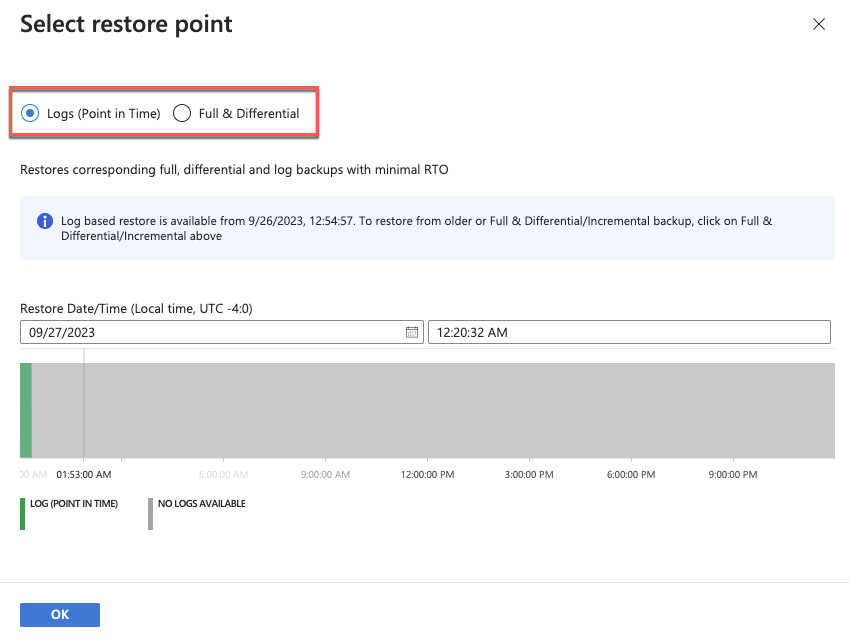 Select restore point
Logs (Point in Time) Full & Differential
Restores corresponding full, differential and log backups with minimal RTO
Log based restore is available from 9/26/2023, 12:54:57. To restore from older or Full & Differential/Incremental backup, click on Full &
Differential/Incremental above
Restore Date/Time (Local time, UTC -4:0)
09/27/2023 12:20:32 AM
00 AM 01:53:00 AM 6:00:00 AM 9:00:00 AM 12:00:00 PM 3:00:00 PM 6:00:00 PM 9:00:00 PM
LOG (POINT IN TIME) NO LOGS AVAILABLE
OK